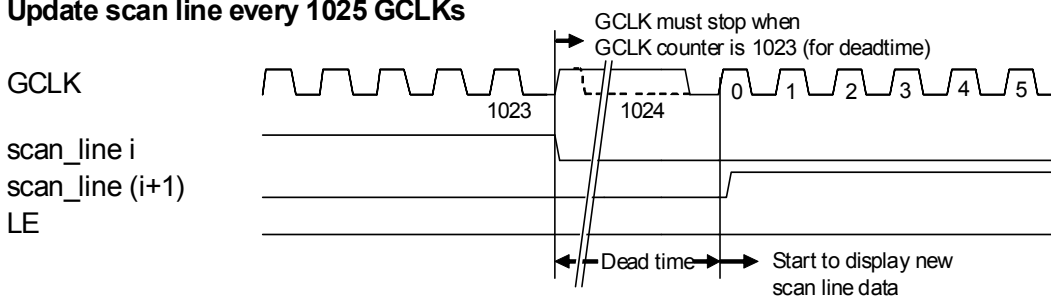 Update scan line every 1025 GCLKs
GCLK must stop when
GCLK counter is 1023 (for deadtime)
GCLK
1023
1024
0 1 2 3 4 5
scan_line i
scan_line (i+1)
LE
Dead time
Start to display new
scan line data